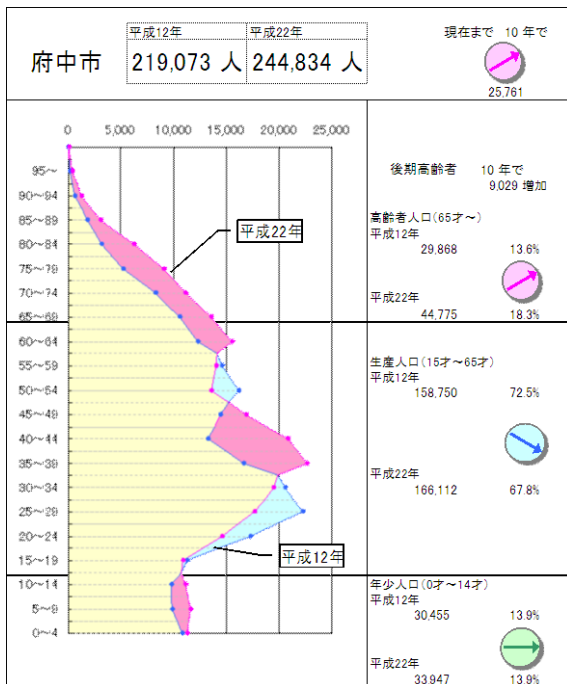 府中市
平成12年 平成22年
219,073 人 244,834 人
現在まで 10 年で
25,761
0 5,000 10,000 15,000 20,000 25,000
95～
90～94
85～89
80～84
75～79
70～74
65～69
60～64
55～59
50～54
45～49
40～44
35～39
30～34
25～29
20～24
15～19
10～14
5～9
0～4
平成22年
平成12年
後期高齢者 10 年で
9,029 増加
高齢者人口(65才～)
平成12年
29,868 13.6%
平成22年
44,775 18.3%
生産人口(15才～65才)
平成12年
158,750 72.5%
平成22年
166,112 67.8%
年少人口(0才～14才)
平成12年
30,455 13.9%
平成22年
33,947 13.9%